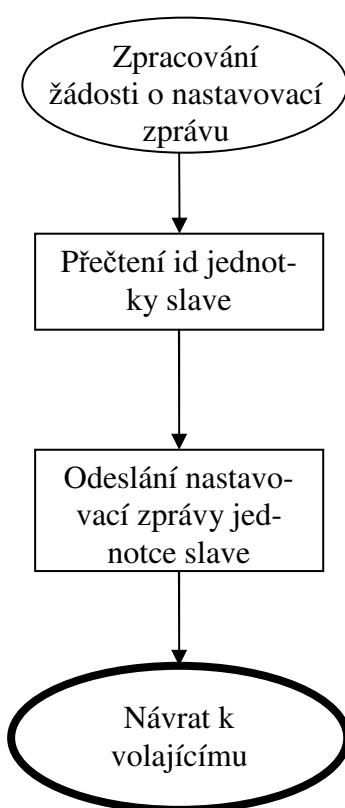 Zpracování
žádosti o nastavovací
zprávu
Přečtení id jednot-
ky slave
Odeslání nastavo-
vací zprávy jed-
notce slave
Návrat k
volajícímu